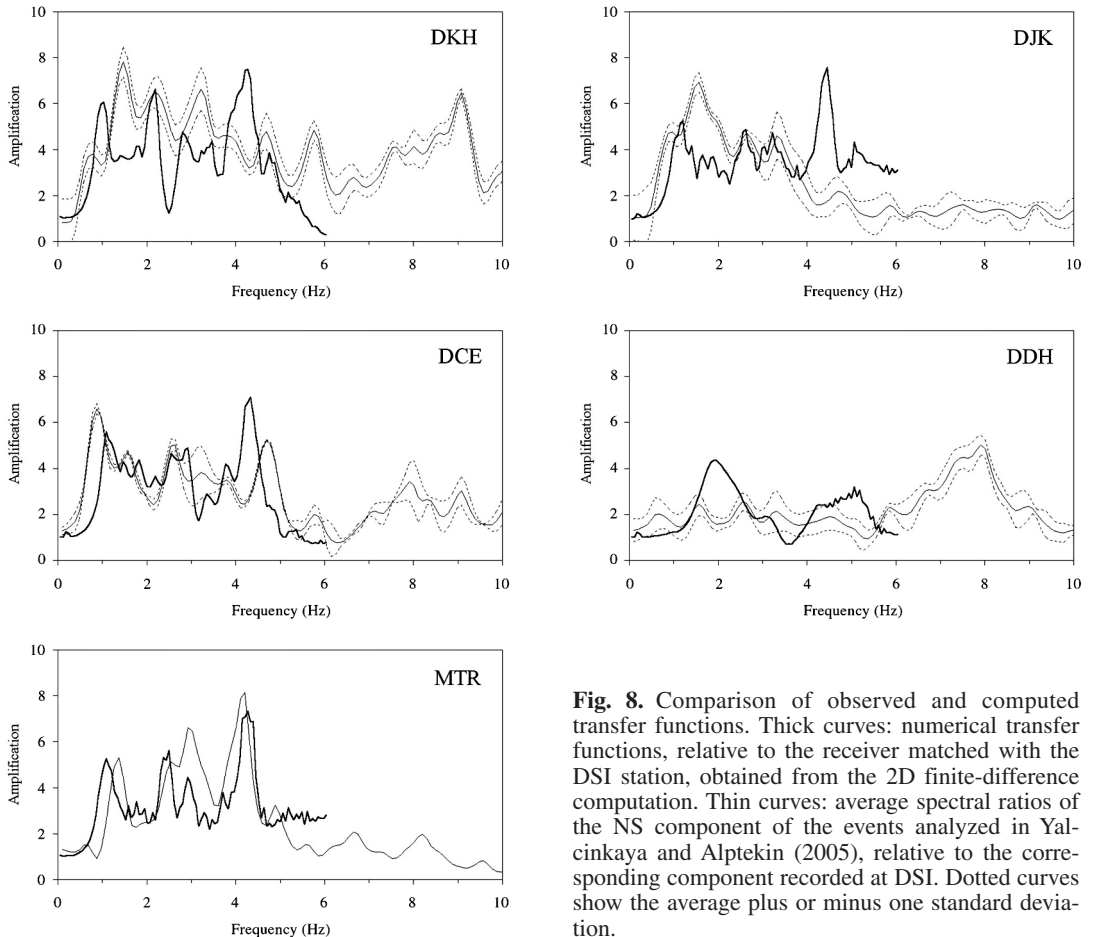 10
8
6
4
2
0
Amplification
DKH
0 2 4 6 8 10
Frequency (Hz)
10
8
6
4
2
0
Amplification
DJK
0 2 4 6 8 10
Frequency (Hz)
10
8
6
4
2
0
Amplification
DCE
0 2 4 6 8 10
Frequency (Hz)
10
8
6
4
2
0
Amplification
DDH
0 2 4 6 8 10
Frequency (Hz)
10
8
6
4
2
0
Amplification
MTR
0 2 4 6 8 10
Frequency (Hz)
Fig. 8. Comparison of observed and computed
transfer functions. Thick curves: numerical transfer
functions, relative to the receiver matched with the
DSI station, obtained from the 2D finite-difference
computation. Thin curves: average spectral ratios of
the NS component of the events analyzed in Yal-
cinkaya and Alptekin (2005), relative to the corre-
sponding component recorded at DSI. Dotted curves
show the average plus or minus one standard devia-
tion.